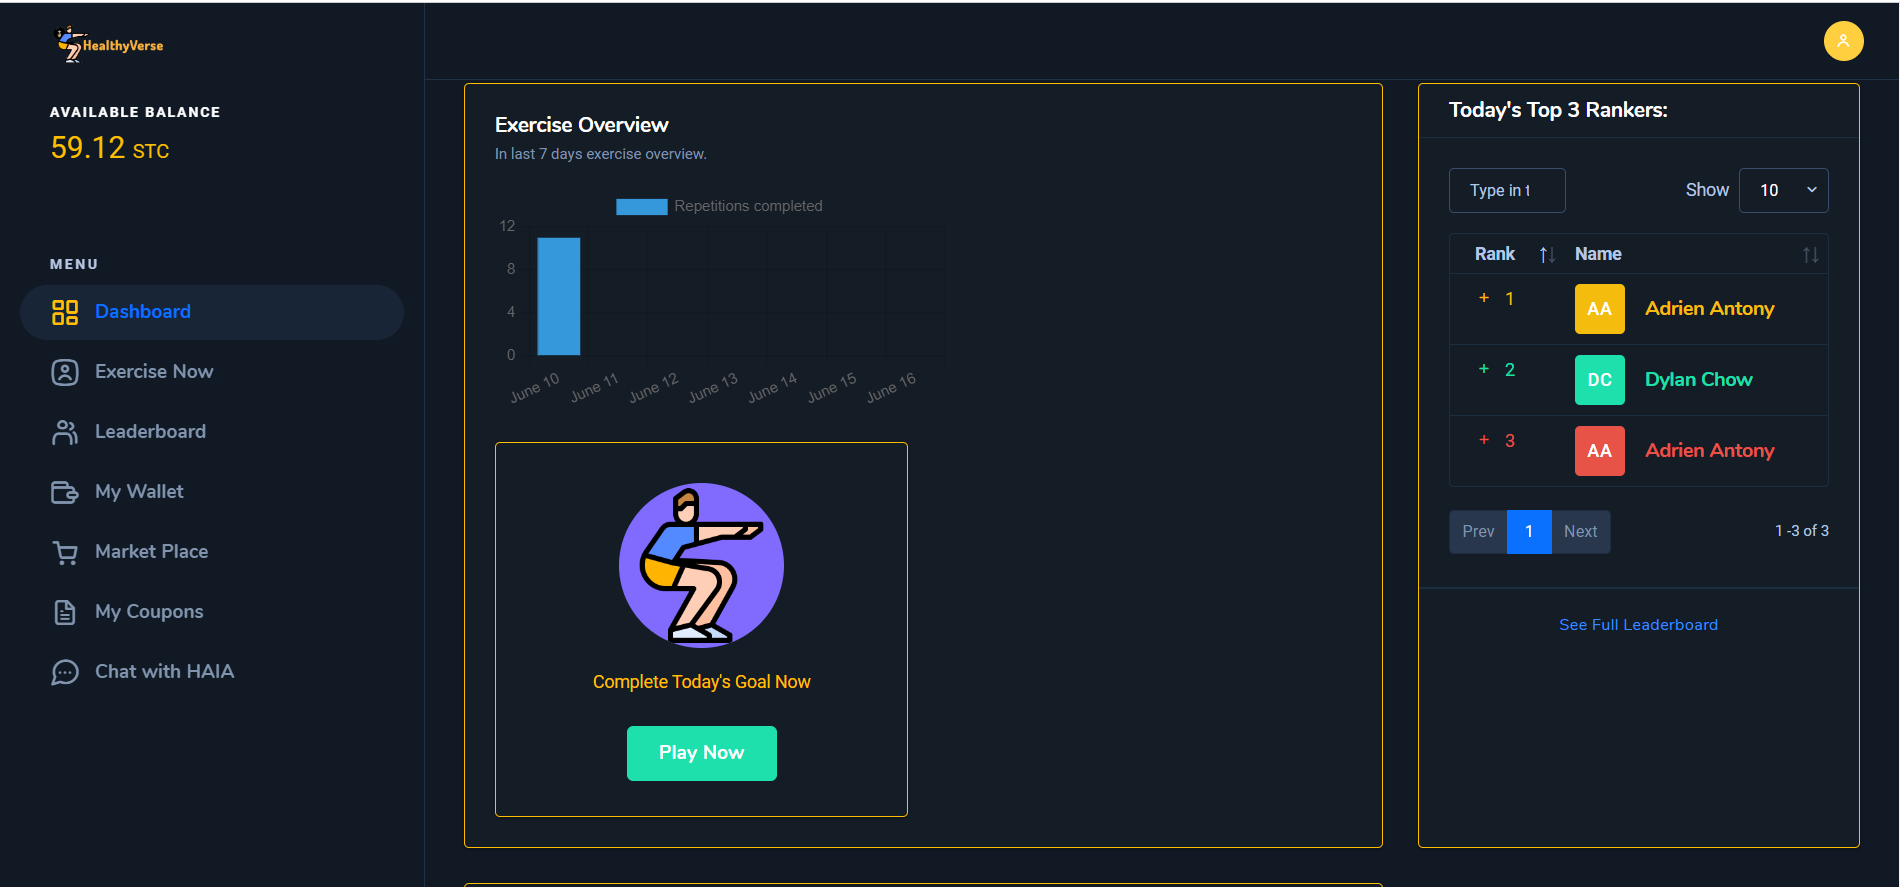 HealthyVerse
AVAILABLE BALANCE
59.12 STC
MENU
Dashboard
Exercise Now
Leaderboard
My Wallet
Market Place
My Coupons
Chat with HAIA
Exercise Overview
In last 7 days exercise overview.
Repetitions completed
12
8
4
0
June 10 June 11 June 12 June 13 June 14 June 15 June 16
Complete Today's Goal Now
Play Now
Today's Top 3 Rankers:
Type in t Show 10
Rank Name
+ 1 AA Adrien Antony
+ 2 DC Dylan Chow
+ 3 AA Adrien Antony
Prev 1 Next 1 -3 of 3
See Full Leaderboard